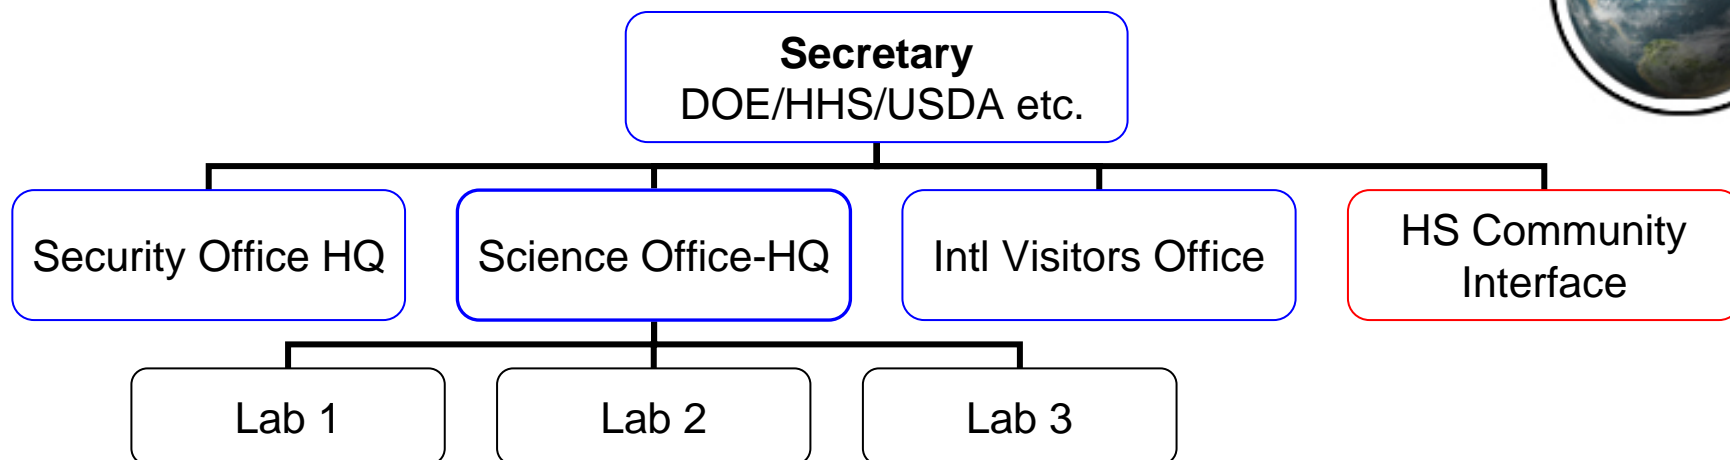 Secretary
DOE/HHS/USDA etc.
Security Office HQ
Science Office-HQ
Intl Visitors Office
HS Community
Interface
Lab 1
Lab 2
Lab 3